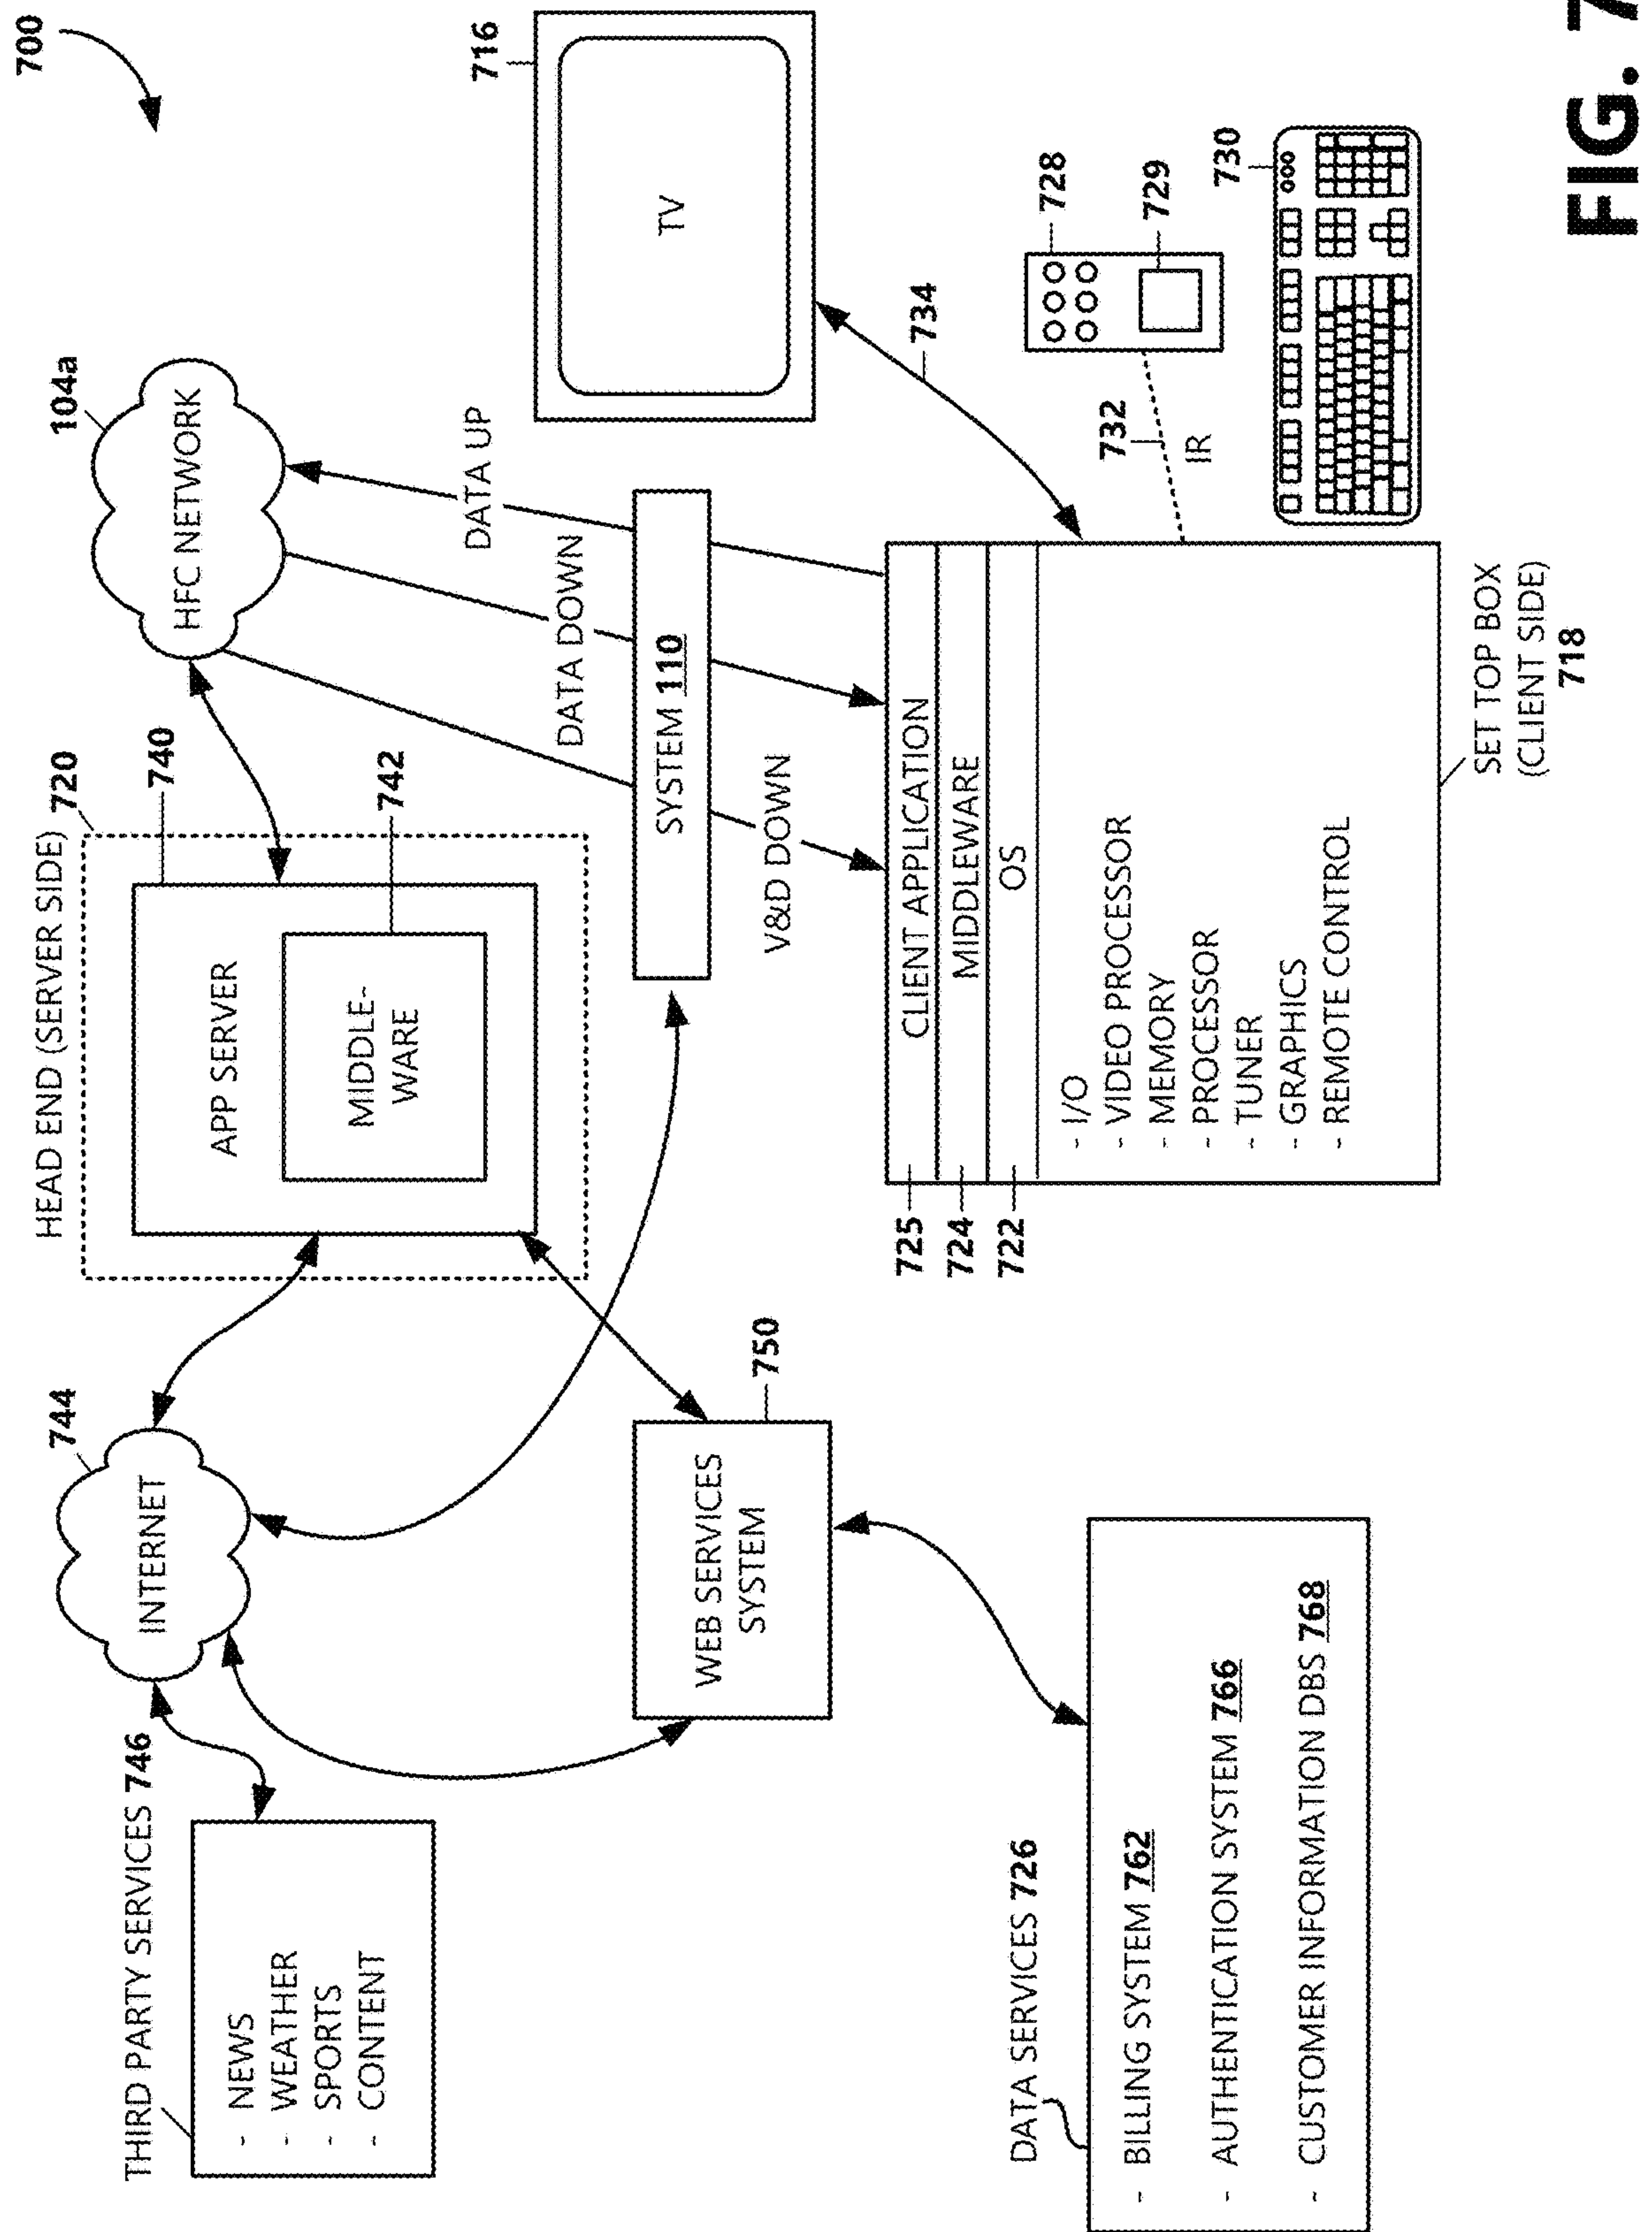 700
THIRD PARTY SERVICES 746
- NEWS
- WEATHER
- SPORTS
- CONTENT
744
INTERNET
HEAD END (SERVER SIDE)
720
740
APP SERVER
742
MIDDLE-
WARE
104a
HFC NETWORK
DATA UP
DATA DOWN
V&D DOWN
SYSTEM 110
716
TV
734
750
WEB SERVICES
SYSTEM
DATA SERVICES 726
- BILLING SYSTEM 762
- AUTHENTICATION SYSTEM 766
- CUSTOMER INFORMATION DBS 768
725
CLIENT APPLICATION
724
MIDDLEWARE
722
OS
- I/O
- VIDEO PROCESSOR
- MEMORY
- PROCESSOR
- TUNER
- GRAPHICS
- REMOTE CONTROL
SET TOP BOX
(CLIENT SIDE)
718
728
729
732
IR
730
FIG. 7